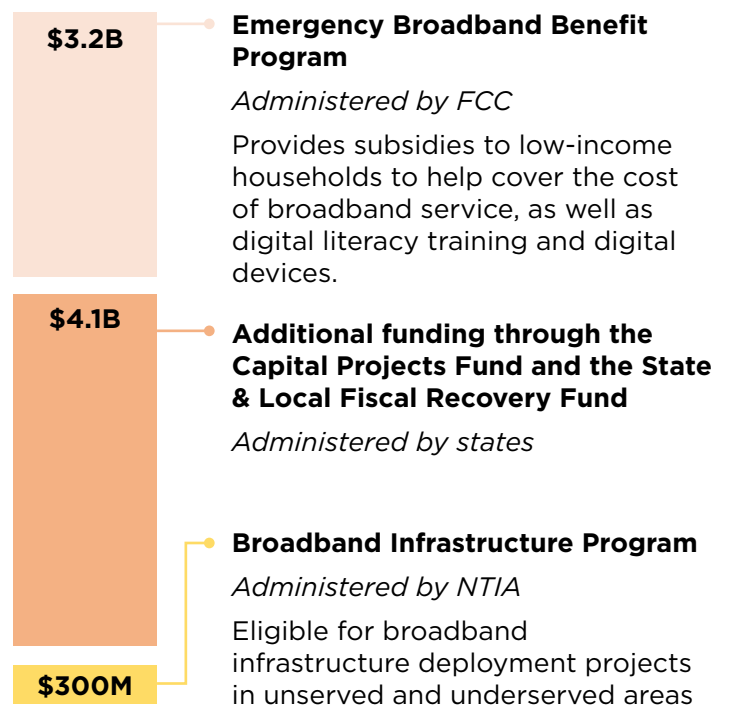 $3.2B
Emergency Broadband Benefit
Program
Administered by FCC
Provides subsidies to low-income
households to help cover the cost
of broadband service, as well as
digital literacy training and digital
devices.
$4.1B
Additional funding through the
Capital Projects Fund and the State
& Local Fiscal Recovery Fund
Administered by states
Broadband Infrastructure Program
Administered by NTIA
Eligible for broadband
infrastructure deployment projects
$300M
in unserved and underserved areas